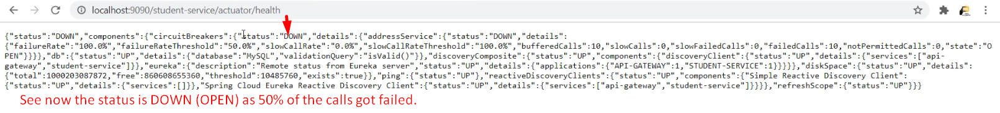 localhost:9090/student-service/actuator/health
{"status":"DOWN","components":{"circuitBreakers":{"status":"DOWN","details":{"addressService":{"status":"DOWN","details":
{"failureRate":"100.0%","failureRateThreshold":"50.0%","slowCallRate":"0.0%","slowCallRateThreshold":"100.0%","bufferedCalls":10,"slowCalls":0,"slowFailedCalls":0,"failedCalls":10,"notPermittedCalls":0,"state":"O
PEN"}}}},"db":{"status":"UP","details":{"database":"MySQL","validationQuery":"isValid()"}},"discoveryComposite":{"status":"UP","components":{"discoveryClient":{"status":"UP","details":{"services":["api-
gateway","student-service"]}},"eureka":{"description":"Remote status from Eureka server","status":"UP","details":{"applications":{"API-GATEWAY":1,"STUDENT-SERVICE":1}}}}},"diskSpace":{"status":"UP","details":
{"total":1000203087872,"free":860608655360,"threshold":10485760,"exists":true}},"ping":{"status":"UP"},"reactiveDiscoveryClients":{"status":"UP","components":{"Simple Reactive Discovery Client":
{"status":"UP","details":{"services":[]}},"Spring Cloud Eureka Reactive Discovery Client":{"status":"UP","details":{"services":["api-gateway","student-service"]}}}},"refreshScope":{"status":"UP"}}}
See now the status is DOWN (OPEN) as 50% of the calls got failed.